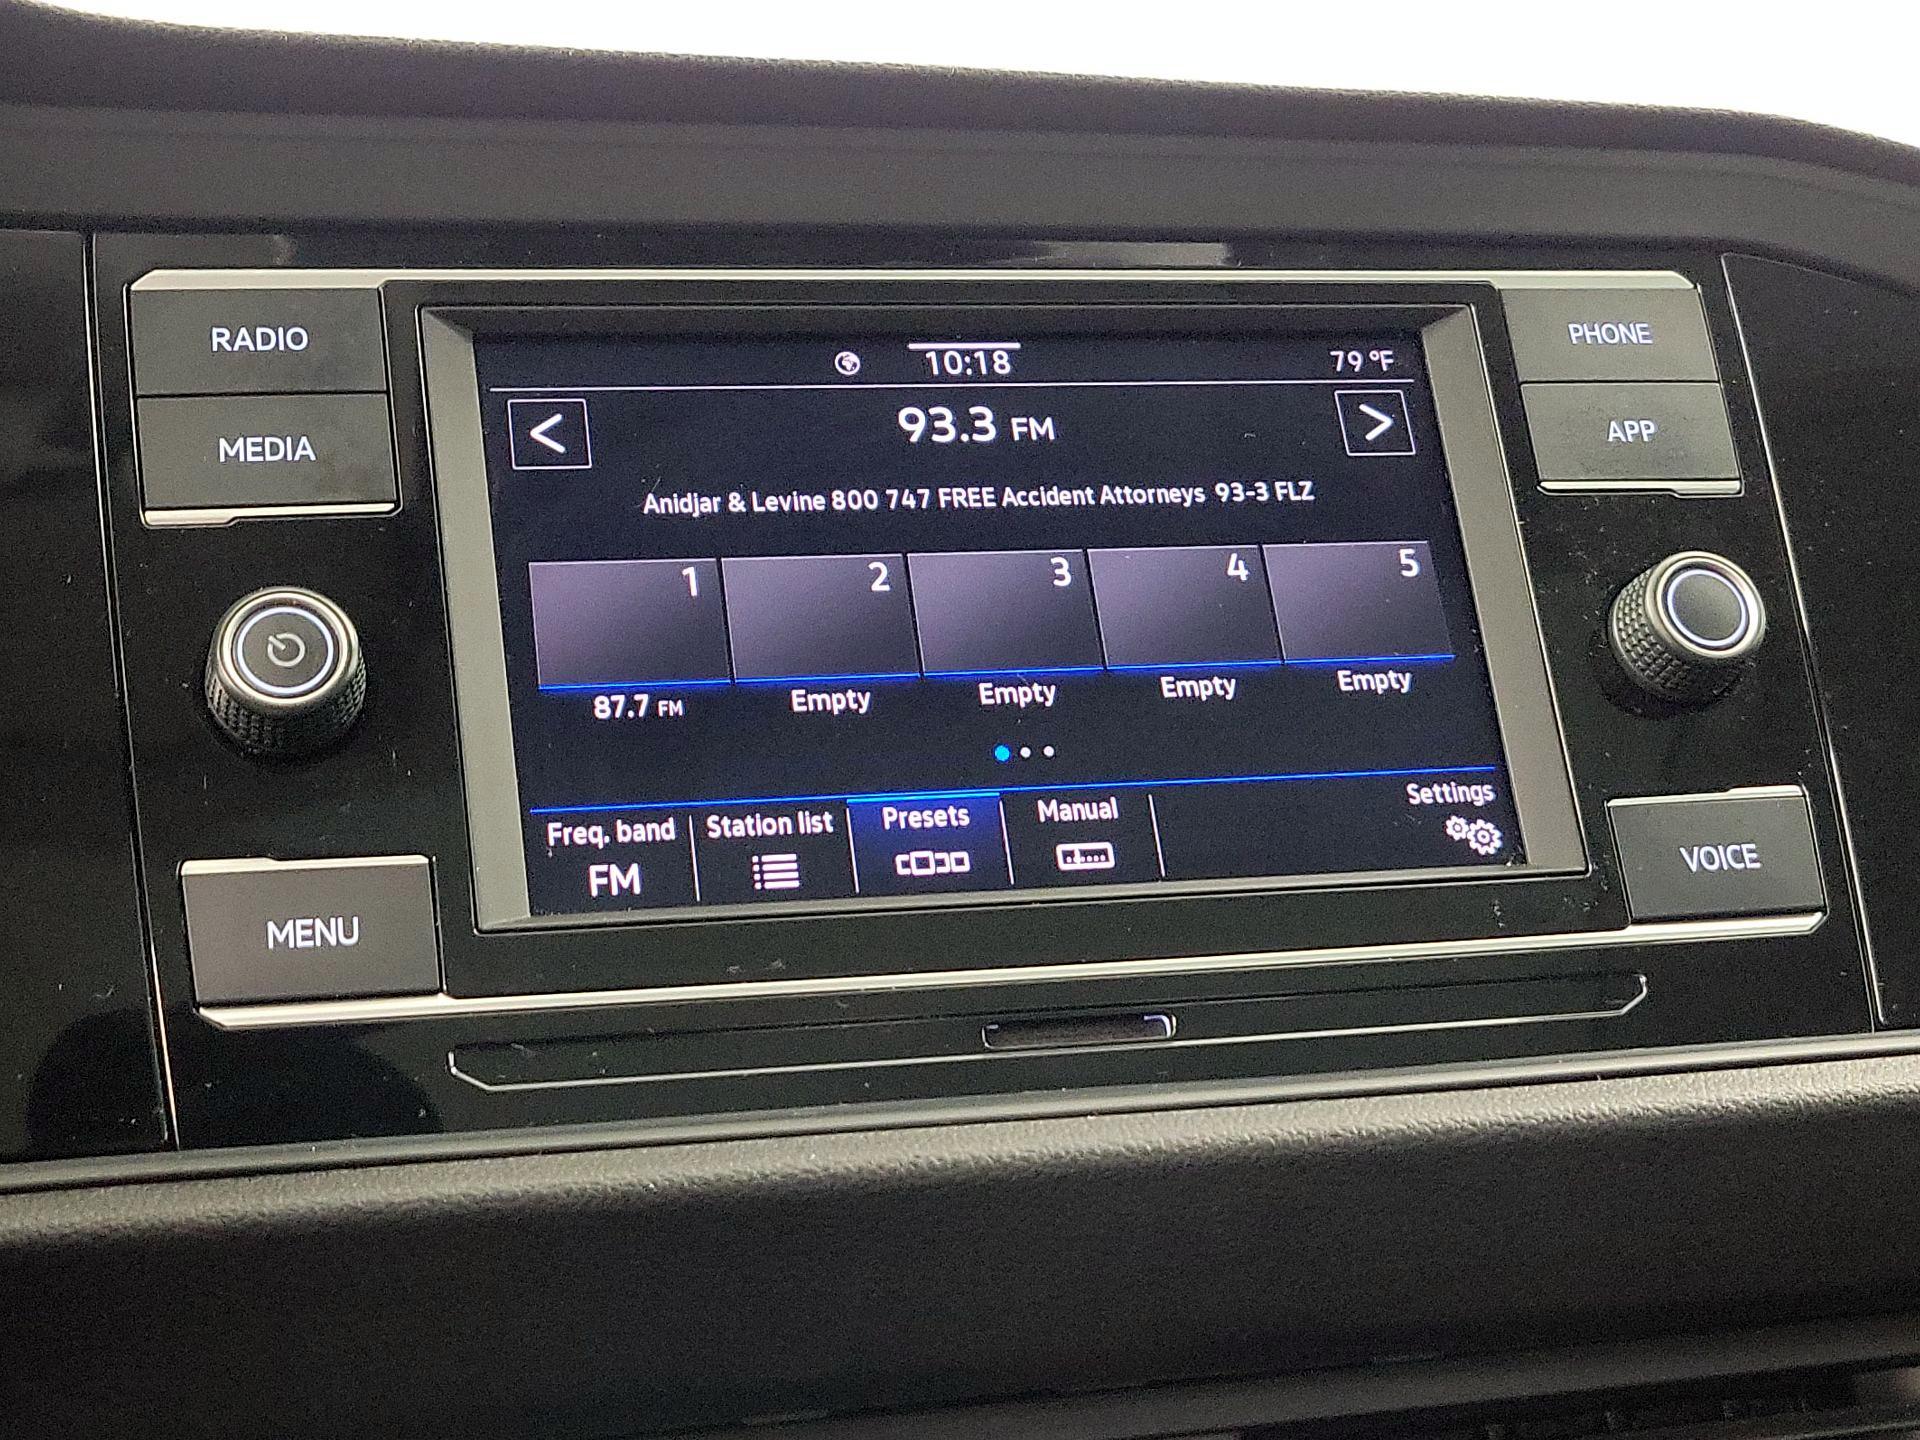 RADIO
MEDIA
MENU
10:18
79 °F
<
93.3 FM
>
Anidjar & Levine 800 747 FREE Accident Attorneys 93-3 FLZ
1
2
3
4
5
87.7 FM
Empty
Empty
Empty
Empty
Freq. band
FM
Station list
Presets
Manual
Settings
PHONE
APP
VOICE